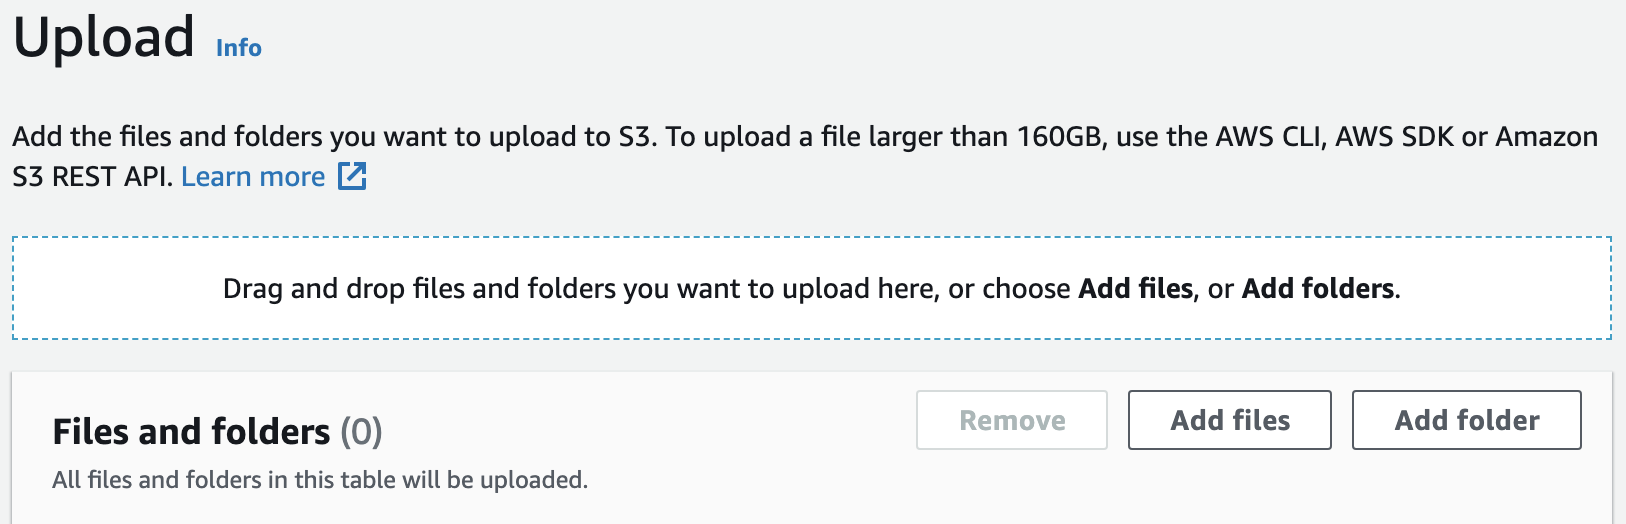 Upload Info
Add the files and folders you want to upload to S3. To upload a file larger than 160GB, use the AWS CLI, AWS SDK or Amazon
S3 REST API. Learn more
Drag and drop files and folders you want to upload here, or choose Add files, or Add folders.
Files and folders (0)
Remove
Add files
Add folder
All files and folders in this table will be uploaded.